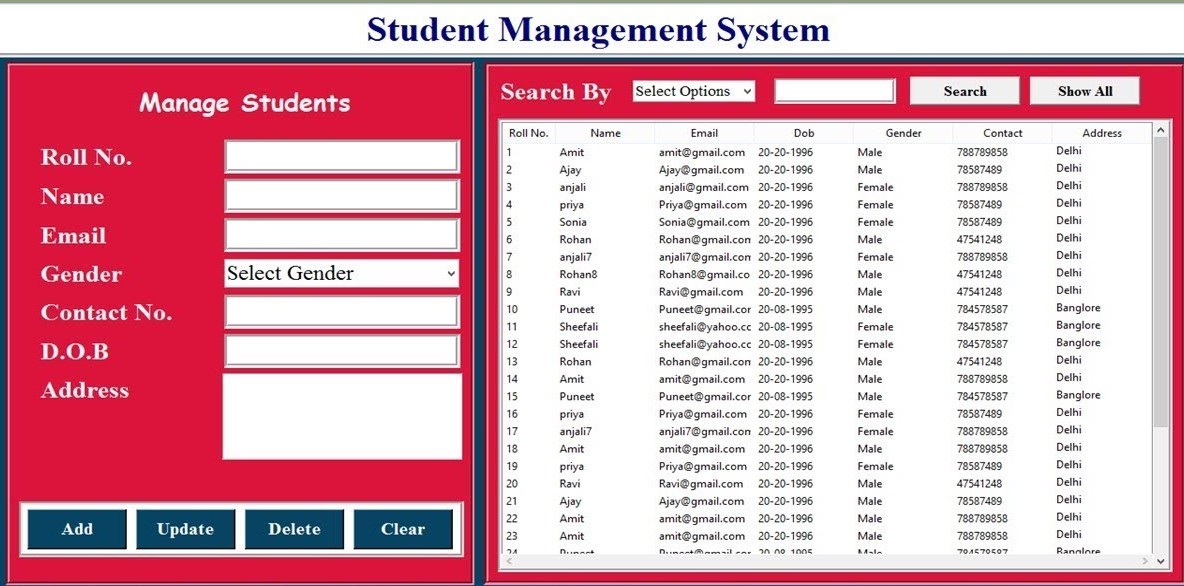 Student Management System
Manage Students
Roll No.
Name
Email
Gender Select Gender
Contact No.
D.O.B
Address
Add Update Delete Clear
Search By Select Options Search Show All
Roll No. Name Email Dob Gender Contact Address
1 Amit amit@gmail.com 20-20-1996 Male 788789858 Delhi
2 Ajay Ajay@gmail.com 20-20-1996 Male 78587489 Delhi
3 anjali anjali@gmail.com 20-20-1996 Female 788789858 Delhi
4 priya Priya@gmail.com 20-20-1996 Female 78587489 Delhi
5 Sonia Sonia@gmail.com 20-20-1996 Female 78587489 Delhi
6 Rohan Rohan@gmail.con 20-20-1996 Male 47541248 Delhi
7 anjali7 anjali7@gmail.con 20-20-1996 Female 788789858 Delhi
8 Rohan8 Rohan8@gmail.co 20-20-1996 Male 47541248 Delhi
9 Ravi Ravi@gmail.com 20-20-1996 Male 47541248 Delhi
10 Puneet Puneet@gmail.cor 20-08-1995 Male 784578587 Banglore
11 Sheefali sheefali@yahoo.cc 20-08-1995 Female 784578587 Banglore
12 Sheefali sheefali@yahoo.cc 20-08-1995 Female 784578587 Banglore
13 Rohan Rohan@gmail.con 20-20-1996 Male 47541248 Delhi
14 Amit amit@gmail.com 20-20-1996 Male 788789858 Delhi
15 Puneet Puneet@gmail.cor 20-08-1995 Male 784578587 Banglore
16 priya Priya@gmail.com 20-20-1996 Female 78587489 Delhi
17 anjali7 anjali7@gmail.con 20-20-1996 Female 788789858 Delhi
18 Amit amit@gmail.com 20-20-1996 Male 788789858 Delhi
19 priya Priya@gmail.com 20-20-1996 Female 78587489 Delhi
20 Ravi Ravi@gmail.com 20-20-1996 Male 47541248 Delhi
21 Ajay Ajay@gmail.com 20-20-1996 Male 78587489 Delhi
22 Amit amit@gmail.com 20-20-1996 Male 788789858 Delhi
23 Amit amit@gmail.com 20-20-1996 Male 788789858 Delhi
24 Puneet Puneet@gmail.cor 20-08-1995 Male 784578587 Banglore